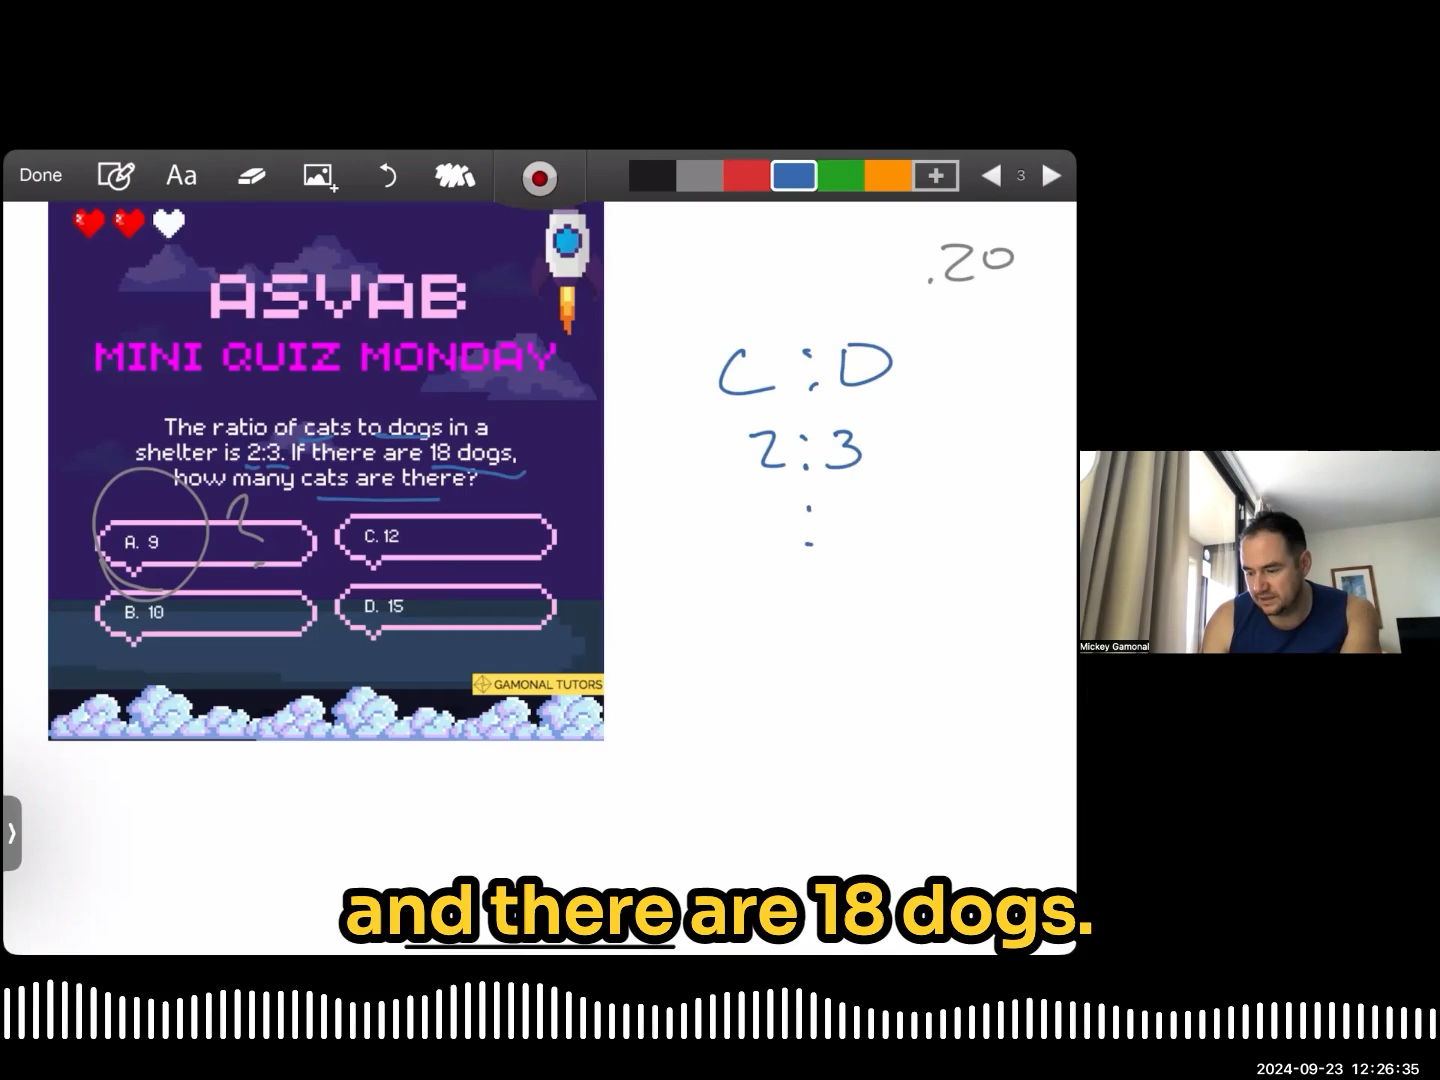 Done
Aa
3
ASVAB
MINI QUIZ MONDAY
The ratio of cats to dogs in a
shelter is 2:3. If there are 18 dogs,
how many cats are there?
A. 9
C. 12
B. 10
D. 15
GAMONAL TUTORS
.20
C : D
2 : 3
:
?
Mickey Gamonal
and there are 18 dogs.
2024-09-23 12:26:35